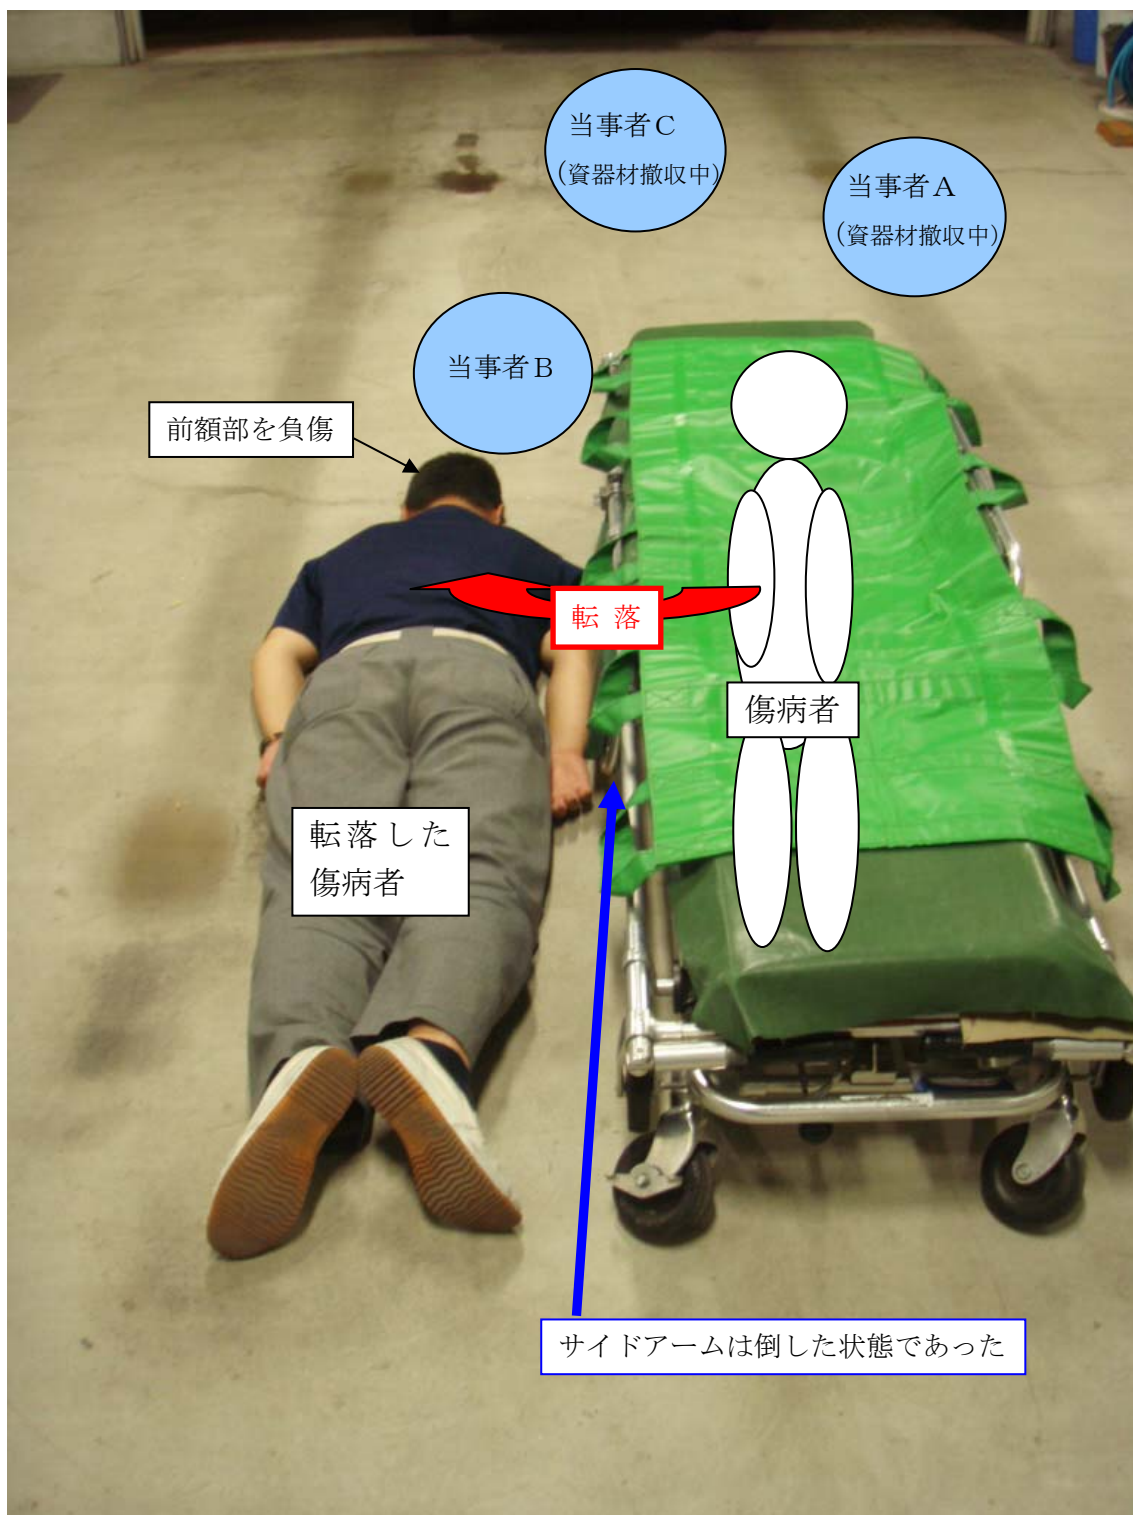 当事者C
(資器材撤収中)
当事者A
(資器材撤収中)
当事者B
前額部を負傷
転 落
傷病者
転落した
傷病者
サイドアームは倒した状態であった